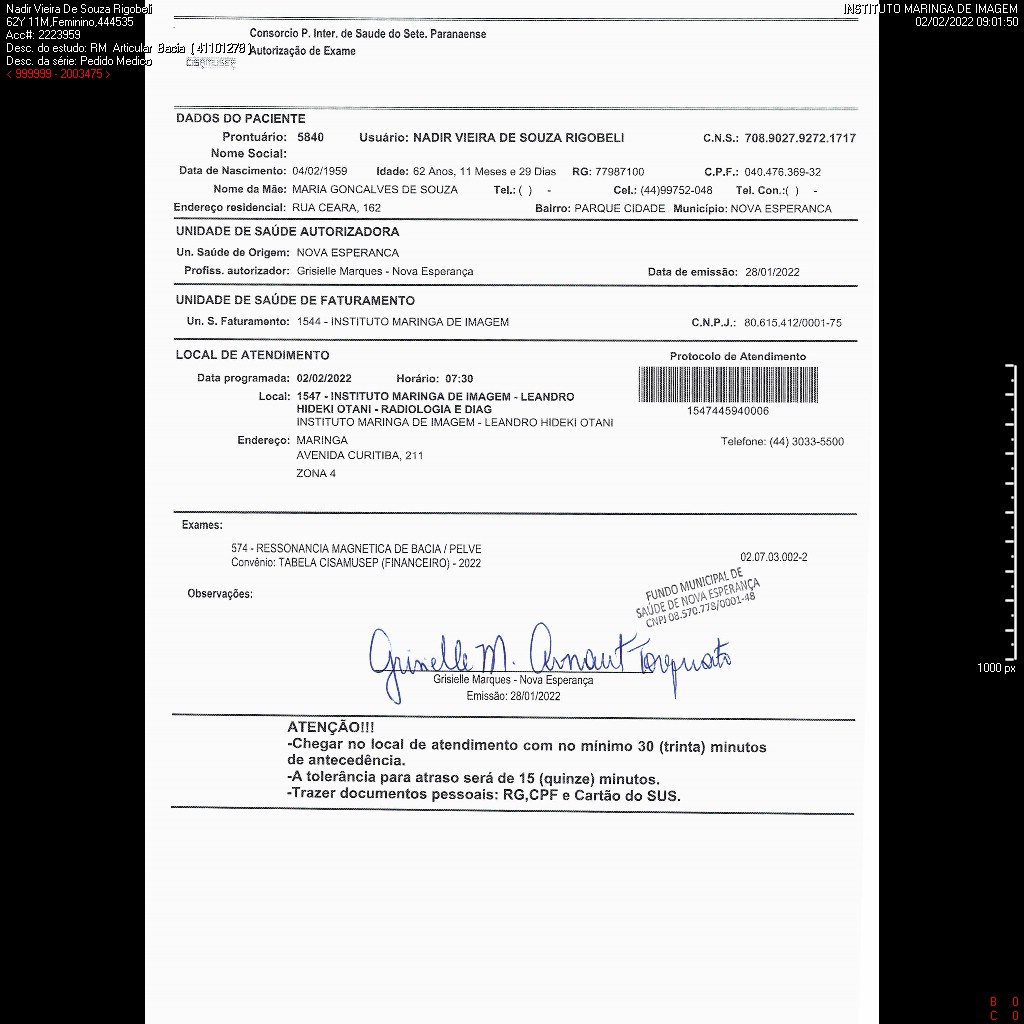 Nadir Vieira De Souza Rigobeli
62Y 11M,Feminino,444535
Acc#: 2223959
Desc. do estudo: RM Articular Bacia ( 41101278 )
Desc. da série: Pedido Medico
< 999999 - 2003475 >
INSTITUTO MARINGA DE IMAGEM
02/02/2022 09:01:50
Consorcio P. Inter. de Saude do Sete. Paranaense
Autorização de Exame
DADOS DO PACIENTE
Prontuário: 5840 Usuário: NADIR VIEIRA DE SOUZA RIGOBELI C.N.S.: 708.9027.9272.1717
Nome Social:
Data de Nascimento: 04/02/1959 Idade: 62 Anos, 11 Meses e 29 Dias RG: 77987100 C.P.F.: 040.476.369-32
Nome da Mãe: MARIA GONCALVES DE SOUZA Tel.: ( ) - Cel.: (44)99752-048 Tel. Con.:( ) -
Endereço residencial: RUA CEARA, 162 Bairro: PARQUE CIDADE Município: NOVA ESPERANCA
UNIDADE DE SAÚDE AUTORIZADORA
Un. Saúde de Origem: NOVA ESPERANCA
Profiss. autorizador: Grisielle Marques - Nova Esperança Data de emissão: 28/01/2022
UNIDADE DE SAÚDE DE FATURAMENTO
Un. S. Faturamento: 1544 - INSTITUTO MARINGA DE IMAGEM C.N.P.J.: 80.615.412/0001-75
LOCAL DE ATENDIMENTO Protocolo de Atendimento
Data programada: 02/02/2022 Horário: 07:30
Local: 1547 - INSTITUTO MARINGA DE IMAGEM - LEANDRO
HIDEKI OTANI - RADIOLOGIA E DIAG
1547445940006
INSTITUTO MARINGA DE IMAGEM - LEANDRO HIDEKI OTANI
Endereço: MARINGA Telefone: (44) 3033-5500
AVENIDA CURITIBA, 211
ZONA 4
Exames:
574 - RESSONANCIA MAGNETICA DE BACIA / PELVE 02.07.03.002-2
Convênio: TABELA CISAMUSEP (FINANCEIRO) - 2022
Observações:
FUNDO MUNICIPAL DE
SAÚDE DE NOVA ESPERANÇA
CNPJ 08.570.778/0001-48
Grisielle M. Arnaut Torquato
Grisielle Marques - Nova Esperança
Emissão: 28/01/2022
ATENÇÃO!!!
-Chegar no local de atendimento com no mínimo 30 (trinta) minutos
de antecedência.
-A tolerância para atraso será de 15 (quinze) minutos.
-Trazer documentos pessoais: RG,CPF e Cartão do SUS.
1000 px
B 0
C 0